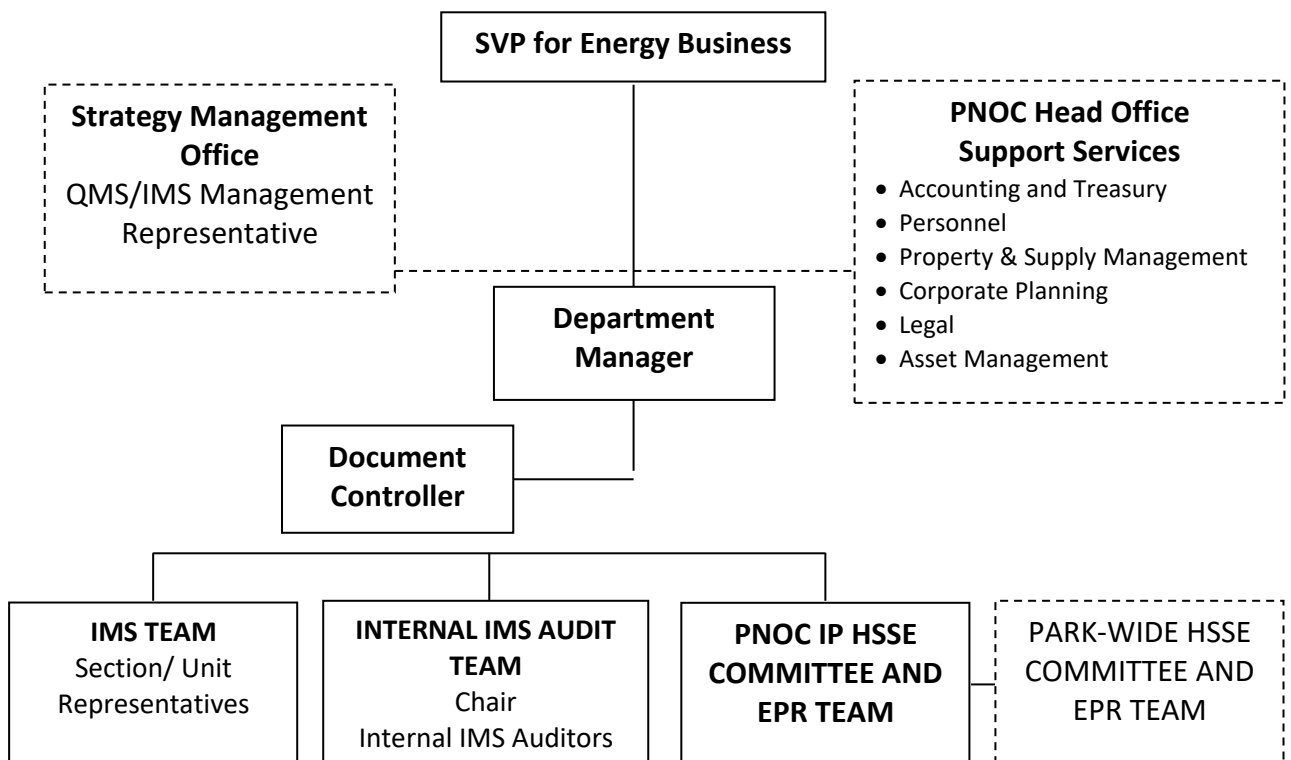 SVP for Energy Business
Strategy Management
Office
QMS/IMS Management
Representative
PNOC Head Office
Support Services
• Accounting and Treasury
• Personnel
• Property & Supply Management
• Corporate Planning
• Legal
• Asset Management
Department
Manager
Document
Controller
IMS TEAM
Section/ Unit
Representatives
INTERNAL IMS AUDIT
TEAM
Chair
Internal IMS Auditors
PNOC IP HSSE
COMMITTEE AND
EPR TEAM
PARK-WIDE HSSE
COMMITTEE AND
EPR TEAM